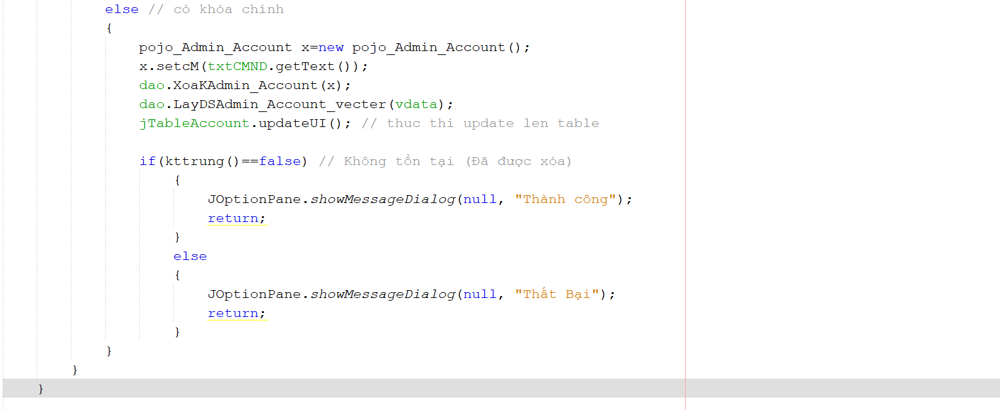 else // có khóa chính
{
pojo_Admin_Account x=new pojo_Admin_Account();
x.setcM(txtCMND.getText());
dao.XoaKAdmin_Account(x);
dao.LayDSAdmin_Account_vecter(vdata);
jTableAccount.updateUI(); // thuc thi update len table
if(kttrung()==false) // Không tồn tại (Đã được xóa)
{
JOptionPane.showMessageDialog(null, "Thành công");
return;
}
else
{
JOptionPane.showMessageDialog(null, "Thất Bại");
return;
}
}
}
}